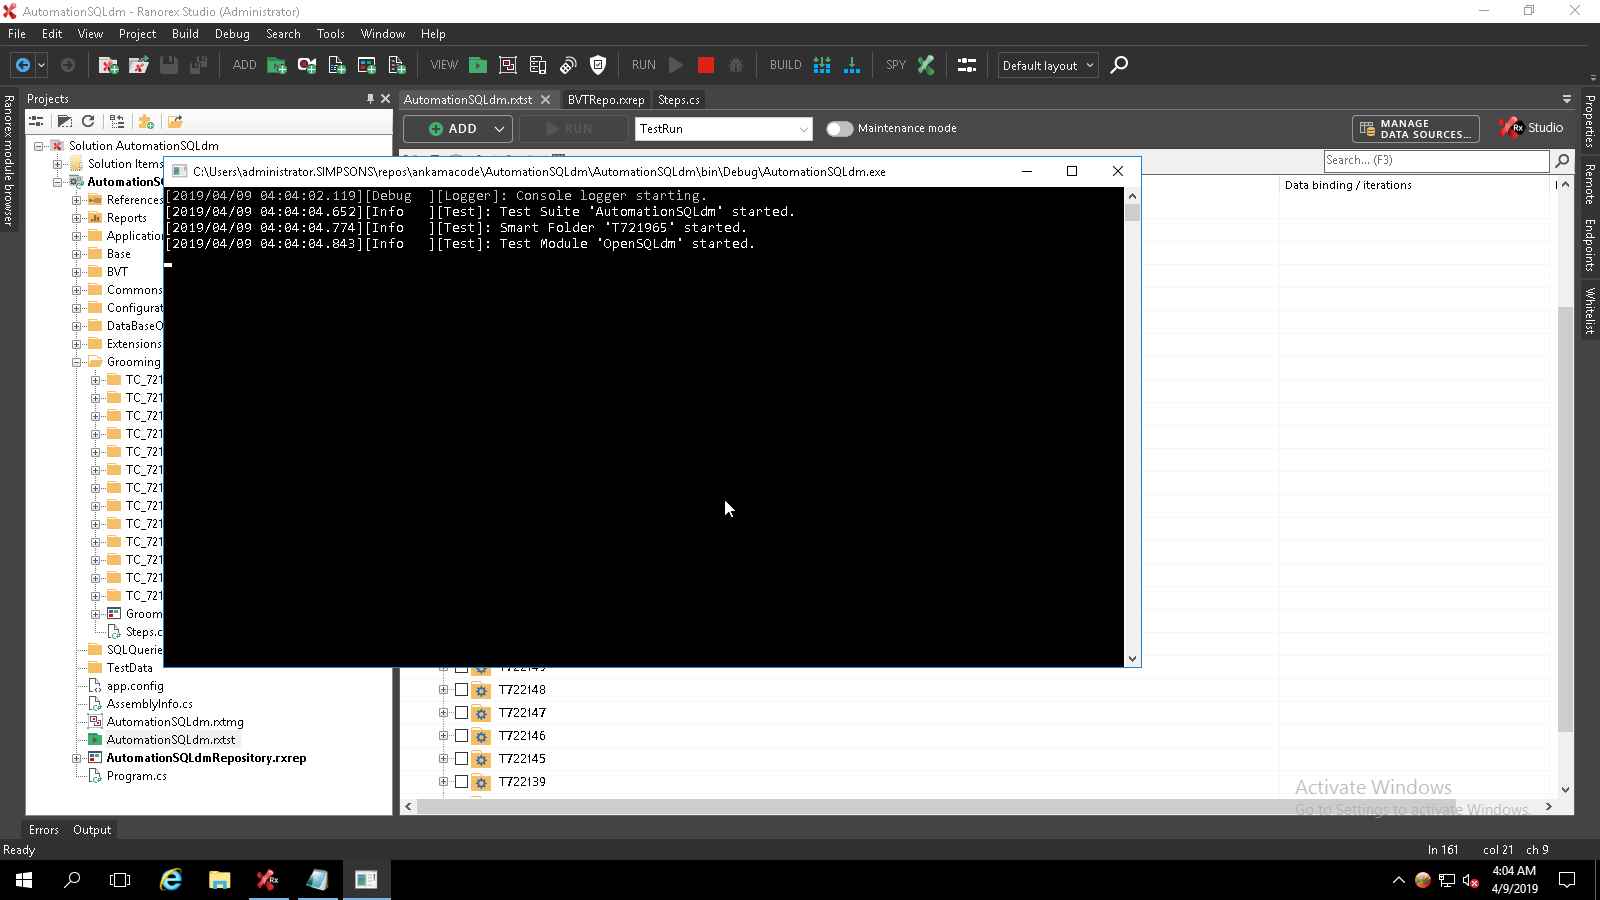 AutomationSQLdm - Ranorex Studio (Administrator)
File Edit View Project Build Debug Search Tools Window Help
ADD VIEW RUN BUILD SPY Default layout
Ranorex module browser
Projects
AutomationSQLdm.rxtst BVTRepo.rxrep Steps.cs
ADD RUN TestRun Maintenance mode MANAGE DATA SOURCES... Rx Studio
Search... (F3)
Data binding / iterations
Properties
Remote Endpoints
Whitelist
Solution AutomationSQLdm
Solution Items
AutomationS
References
Reports
Application
Base
BVT
Commons
Configurat
DataBaseO
Extensions
Grooming
TC_721
TC_721
TC_721
TC_721
TC_721
TC_721
TC_721
TC_721
TC_721
TC_721
TC_721
TC_721
TC_721
Groom
Steps.c
SQLQuerie
TestData
app.config
AssemblyInfo.cs
AutomationSQLdm.rxtmg
AutomationSQLdm.rxtst
AutomationSQLdmRepository.rxrep
Program.cs
C:\Users\administrator.SIMPSONS\repos\ankamacode\AutomationSQLdm\AutomationSQLdm\bin\Debug\AutomationSQLdm.exe
[2019/04/09 04:04:02.119][Debug  ][Logger]: Console logger starting.
[2019/04/09 04:04:04.652][Info   ][Test]: Test Suite 'AutomationSQLdm' started.
[2019/04/09 04:04:04.774][Info   ][Test]: Smart Folder 'T721965' started.
[2019/04/09 04:04:04.843][Info   ][Test]: Test Module 'OpenSQLdm' started.
T722149
T722148
T722147
T722146
T722145
T722139
Activate Windows
Go to Settings to activate Windows.
Errors Output
Ready
ln 161 col 21 ch 9
4:04 AM
4/9/2019